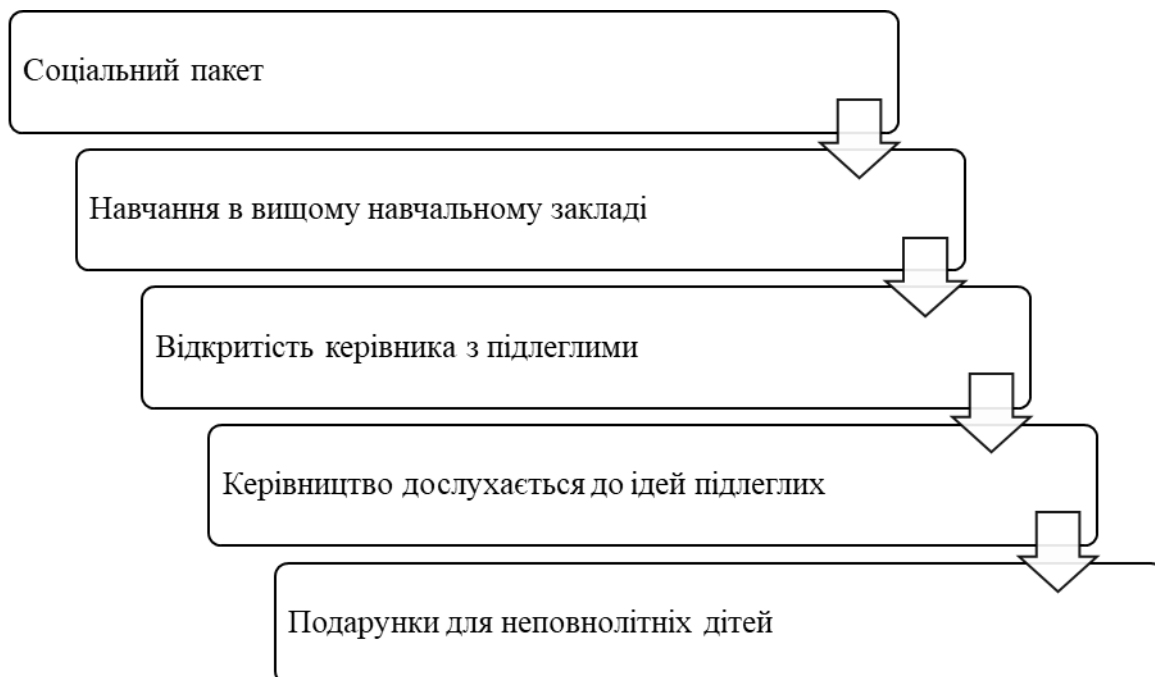 Соціальний пакет
Навчання в вищому навчальному закладі
Відкритість керівника з підлеглими
Керівництво дослухається до ідей підлеглих
Подарунки для неповнолітніх дітей